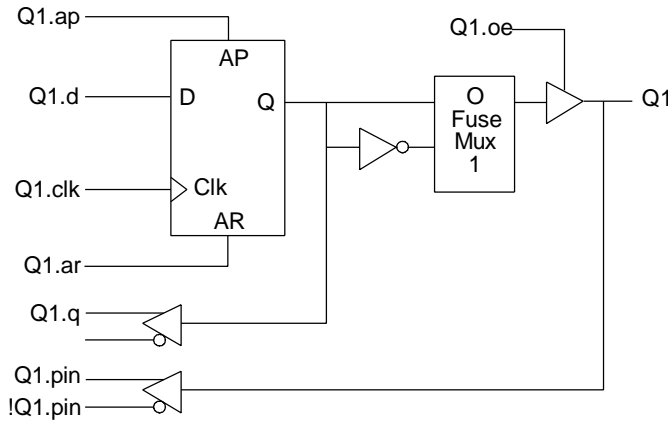 Q1.ap
Q1.oe
AP
Q1.d
D
Q
O
Fuse
Mux
1
Q1
Q1.clk
Clk
AR
Q1.ar
Q1.q
Q1.pin
!Q1.pin